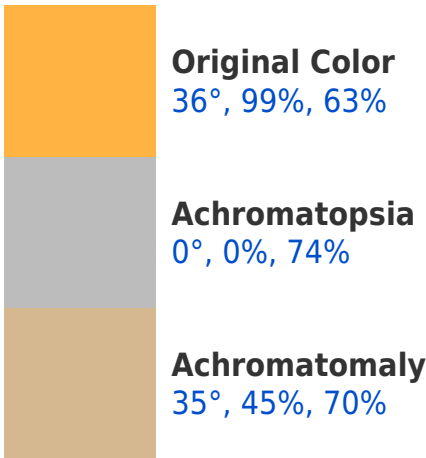 Original Color
36°, 99%, 63%
Achromatopsia
0°, 0%, 74%
Achromatomaly
35°, 45%, 70%